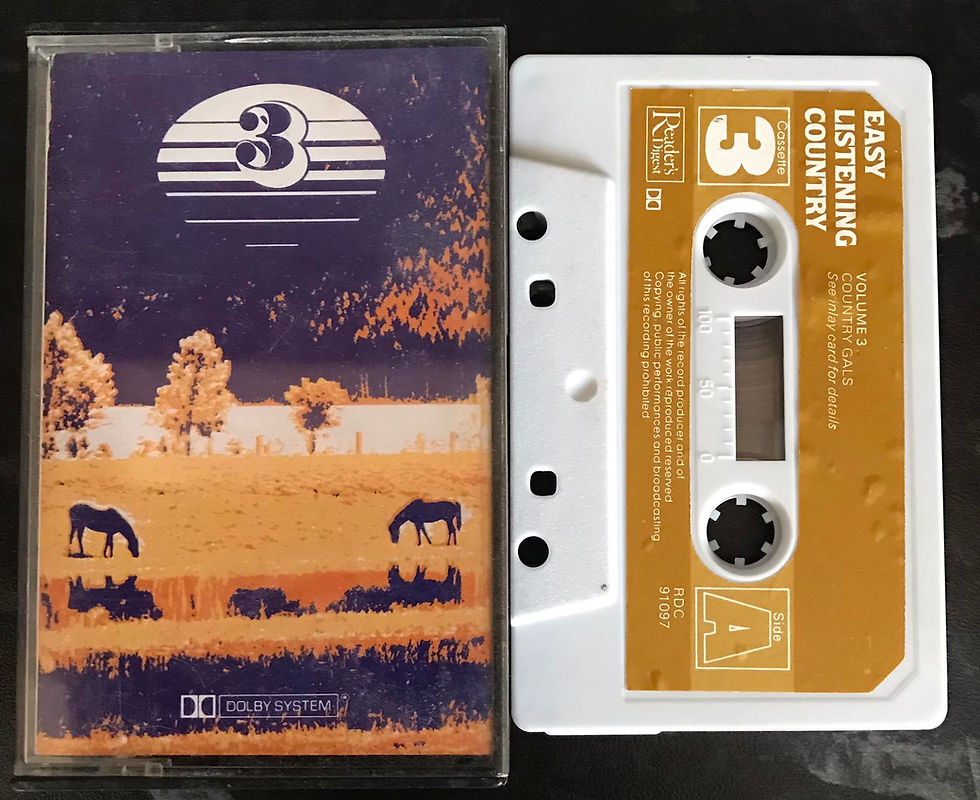 3
DOLBY SYSTEM
EASY
LISTENING
COUNTRY
VOLUME 3
COUNTRY GALS
See inlay card for details
Cassette
3
Reader's
Digest
100 50 0
All rights of the record producer and of
the owner of the work reproduced reserved
Copying, public performances and broadcasting
of this recording prohibited
Side
A
RDC
91097